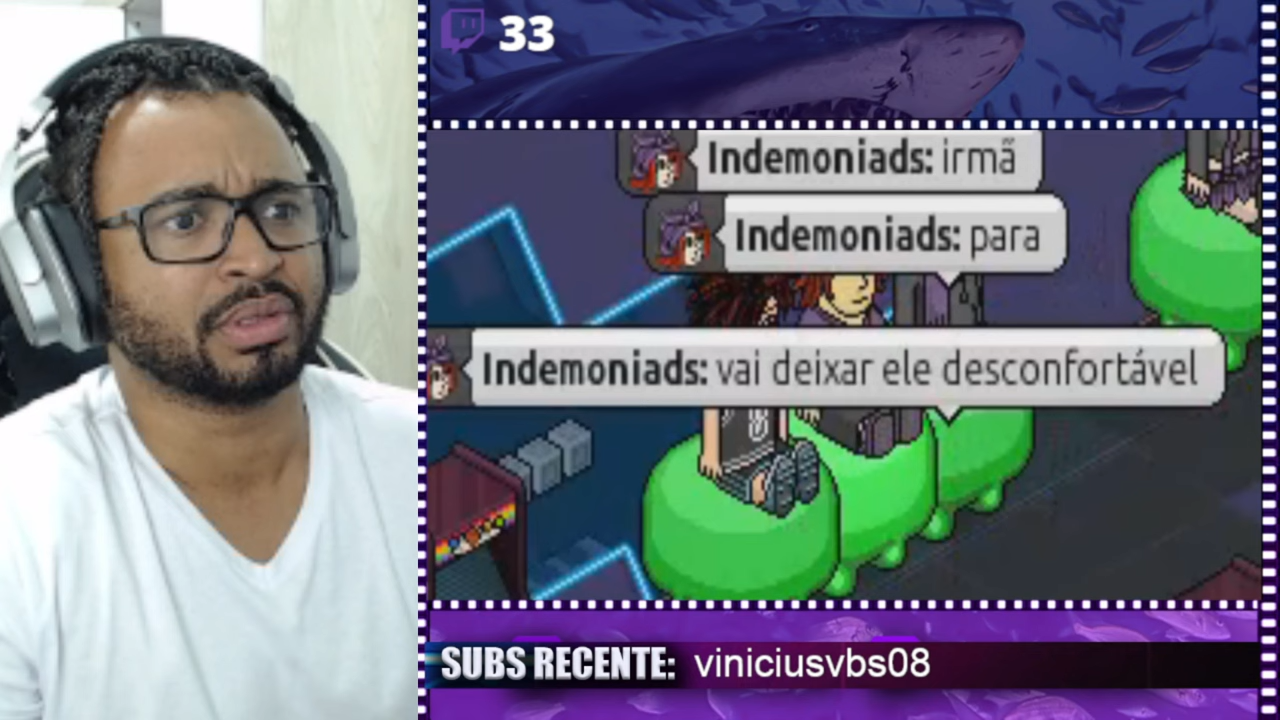 33
Indemoniads: irmã
Indemoniads: para
Indemoniads: vai deixar ele desconfortável
SUBS RECENTE: viniciusvbs08